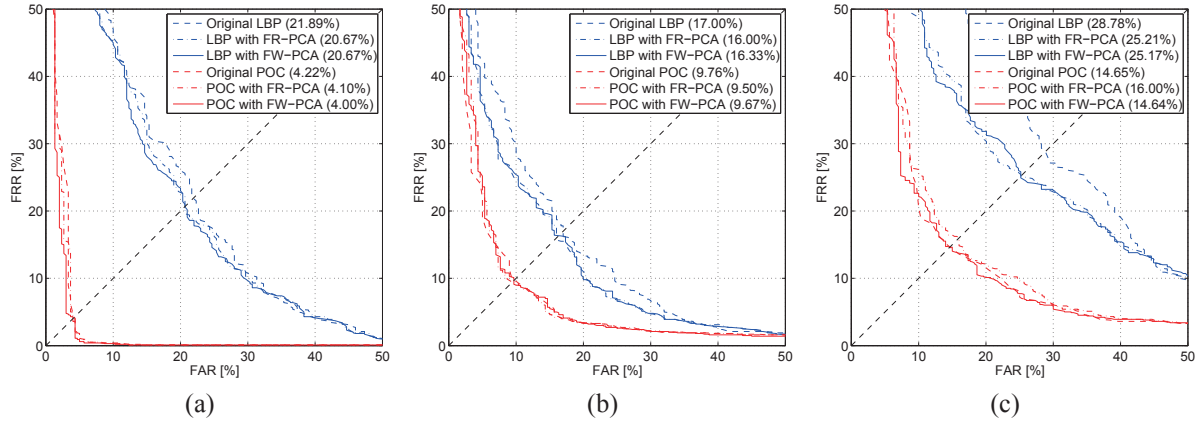 50
40
30
20
10
0
FRR [%]
0 10 20 30 40 50
FAR [%]
Original LBP (21.89%)
LBP with FR-PCA (20.67%)
LBP with FW-PCA (20.67%)
Original POC (4.22%)
POC with FR-PCA (4.10%)
POC with FW-PCA (4.00%)
(a)
50
40
30
20
10
0
FRR [%]
0 10 20 30 40 50
FAR [%]
Original LBP (17.00%)
LBP with FR-PCA (16.00%)
LBP with FW-PCA (16.33%)
Original POC (9.76%)
POC with FR-PCA (9.50%)
POC with FW-PCA (9.67%)
(b)
50
40
30
20
10
0
FRR [%]
0 10 20 30 40 50
FAR [%]
Original LBP (28.78%)
LBP with FR-PCA (25.21%)
LBP with FW-PCA (25.17%)
Original POC (14.65%)
POC with FR-PCA (16.00%)
POC with FW-PCA (14.64%)
(c)